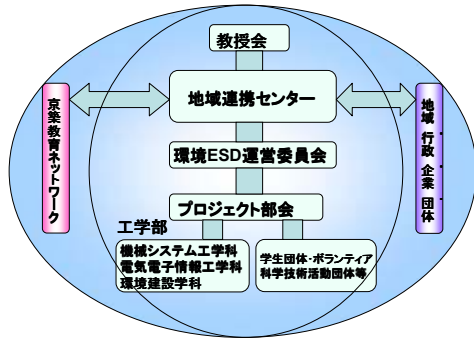 教授会
地域連携センター
京築教育ネットワーク
地域 行政 企業 団体
環境ESD運営委員会
プロジェクト部会
工学部
機械システム工学科
電気電子情報工学科
環境建設学科
学生団体・ボランティア
科学技術活動団体等